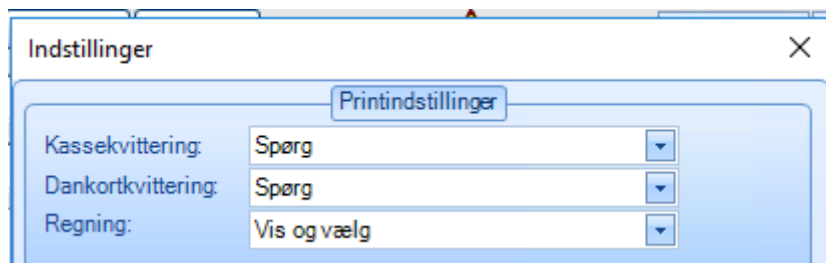 Indstillinger
Printindstillinger
Kassekvittering: Spørg
Dankortkvittering: Spørg
Regning: Vis og vælg